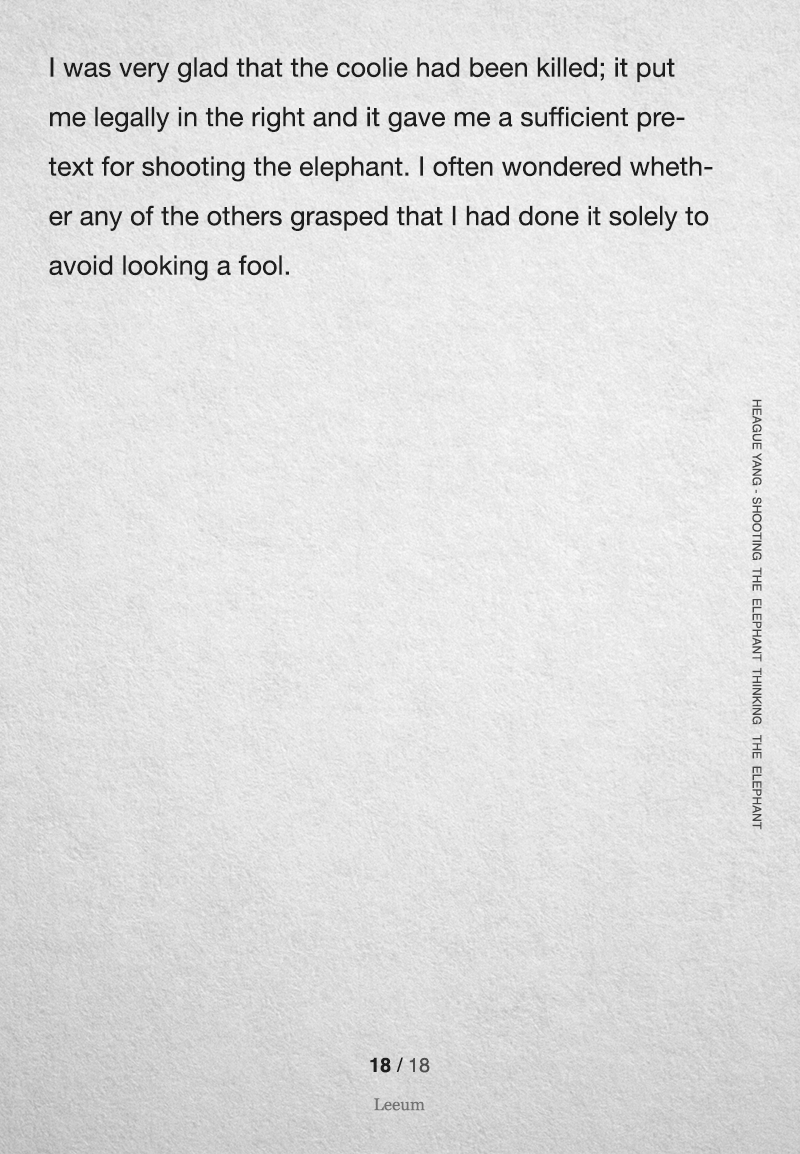 I was very glad that the coolie had been killed; it put
me legally in the right and it gave me a sufficient pre-
text for shooting the elephant. I often wondered wheth-
er any of the others grasped that I had done it solely to
avoid looking a fool.
HEAGUE YANG - SHOOTING THE ELEPHANT THINKING THE ELEPHANT
18 / 18
Leeum